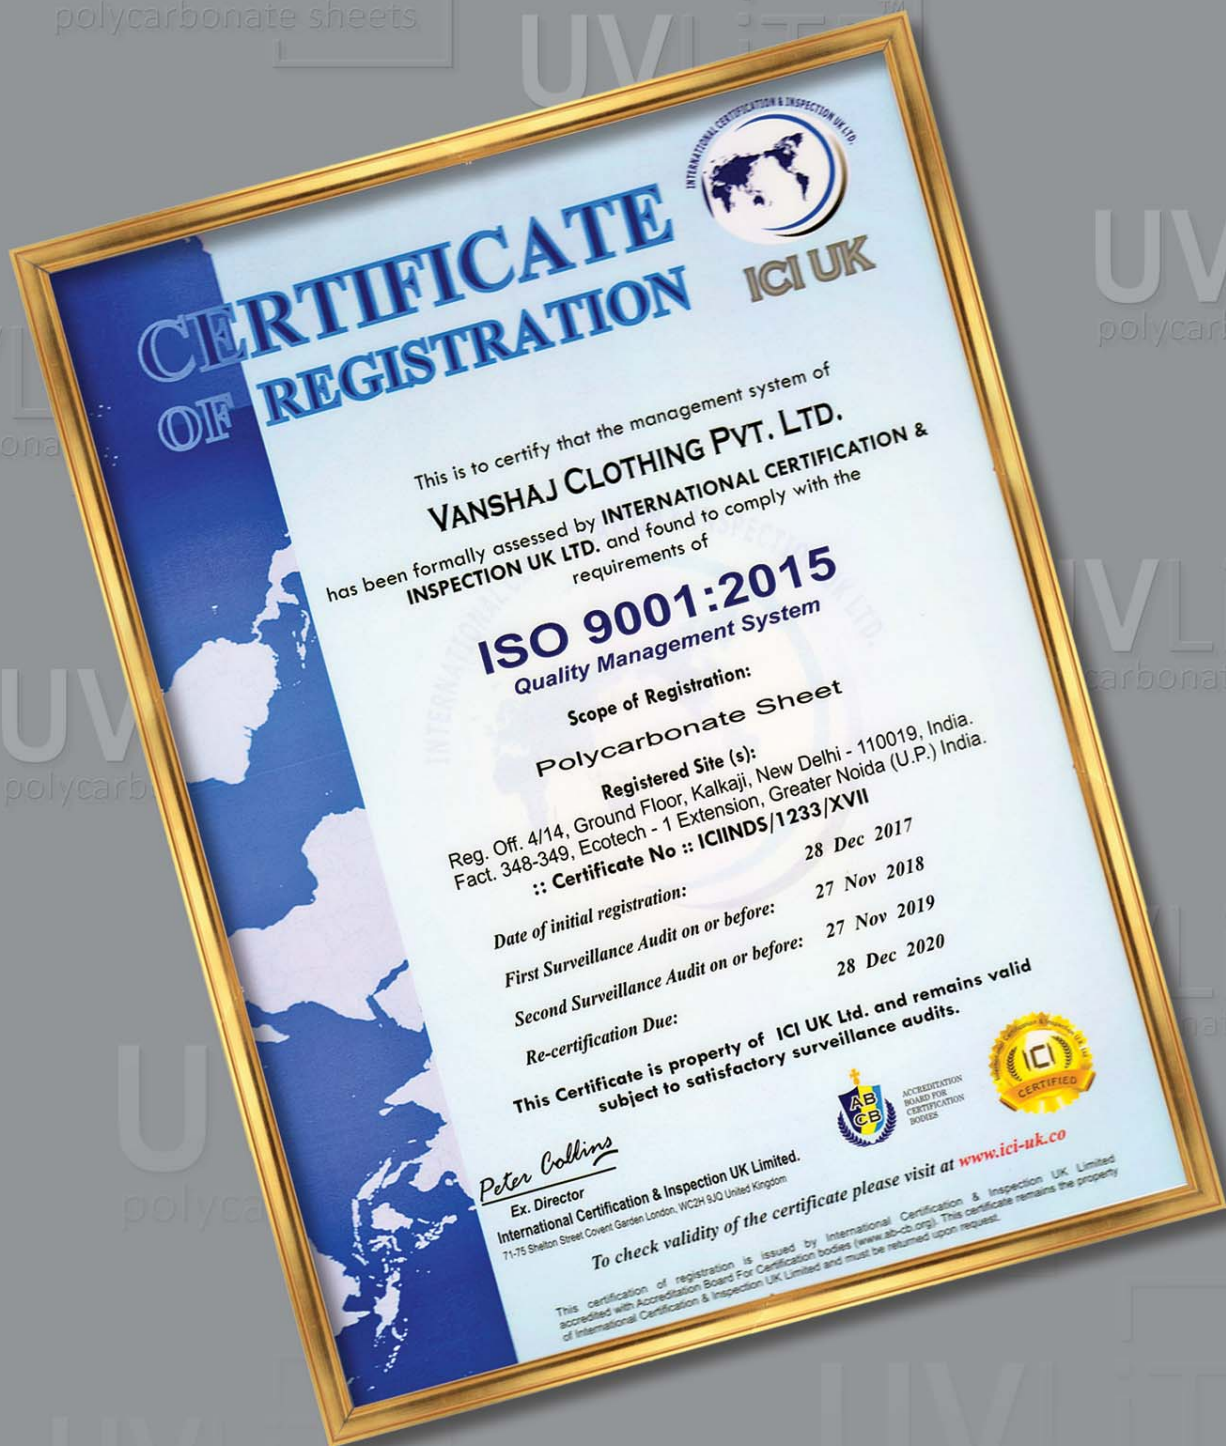 polycarbonate sheets
UVLiT™
INTERNATIONAL CERTIFICATION & INSPECTION UK LTD.
ICI UK
CERTIFICATE
OF REGISTRATION
This is to certify that the management system of
VANSHAJ CLOTHING PVT. LTD.
has been formally assessed by INTERNATIONAL CERTIFICATION &
INSPECTION UK LTD. and found to comply with the
requirements of
ISO 9001:2015
Quality Management System
Scope of Registration:
Polycarbonate Sheet
Registered Site (s):
Reg. Off. 4/14, Ground Floor, Kalkaji, New Delhi - 110019, India.
Fact. 348-349, Ecotech - 1 Extension, Greater Noida (U.P.) India.
:: Certificate No :: ICIINDS/1233/XVII
Date of initial registration: 28 Dec 2017
First Surveillance Audit on or before: 27 Nov 2018
Second Surveillance Audit on or before: 27 Nov 2019
Re-certification Due: 28 Dec 2020
This Certificate is property of ICI UK Ltd. and remains valid
subject to satisfactory surveillance audits.
ABCB
ACCREDITATION
BOARD FOR
CERTIFICATION
BODIES
ICI
CERTIFIED
Peter Collins
Ex. Director
International Certification & Inspection UK Limited.
71-75 Shelton Street Covent Garden London, WC2H 9JQ United Kingdom
To check validity of the certificate please visit at www.ici-uk.co
This certification of registration is issued by International Certification & Inspection UK Limited
accredited with Accreditation Board For Certification bodies (www.ab-cb.org). This certificate remains the property
of International Certification & Inspection UK Limited and must be returned upon request.